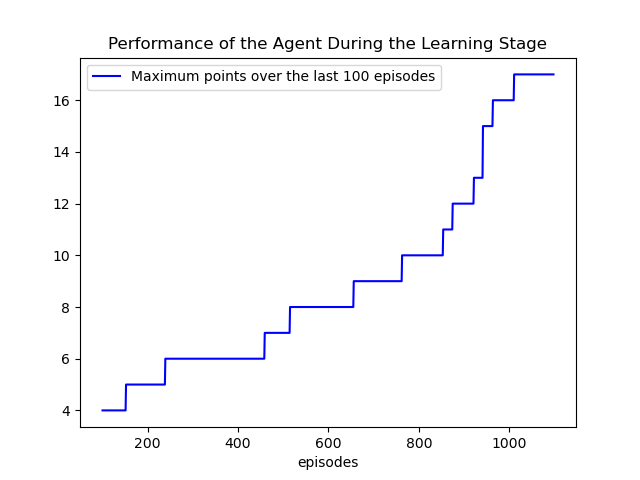 Performance of the Agent During the Learning Stage
Maximum points over the last 100 episodes
16
14
12
10
8
6
4
200 400 600 800 1000
episodes